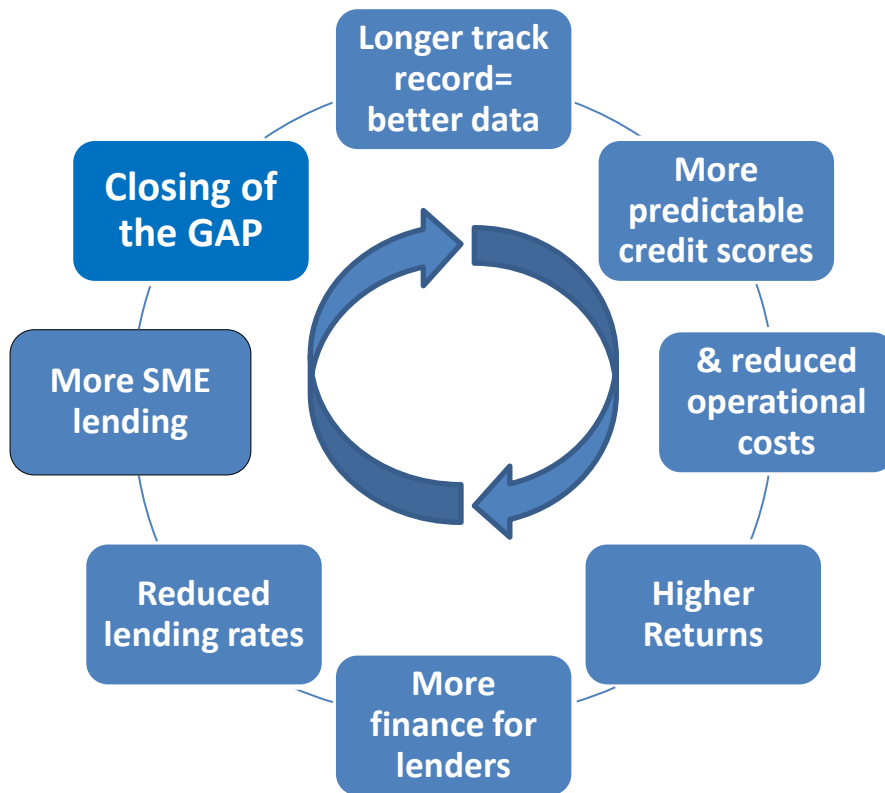 Longer track
record=
better data
More
predictable
credit scores
& reduced
operational
costs
Higher
Returns
More
finance for
lenders
Reduced
lending rates
More SME
lending
Closing of
the GAP